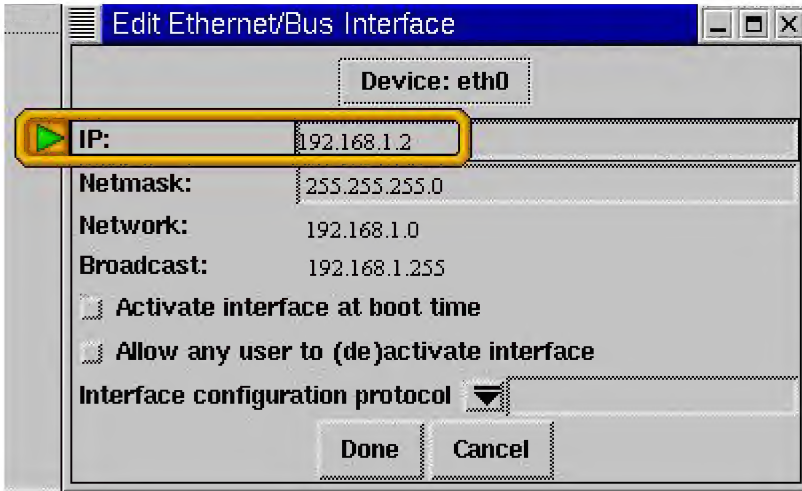 Edit Ethernet/Bus Interface
Device: eth0
IP: 192.168.1.2
Netmask: 255.255.255.0
Network: 192.168.1.0
Broadcast: 192.168.1.255
Activate interface at boot time
Allow any user to (de)activate interface
Interface configuration protocol
Done Cancel